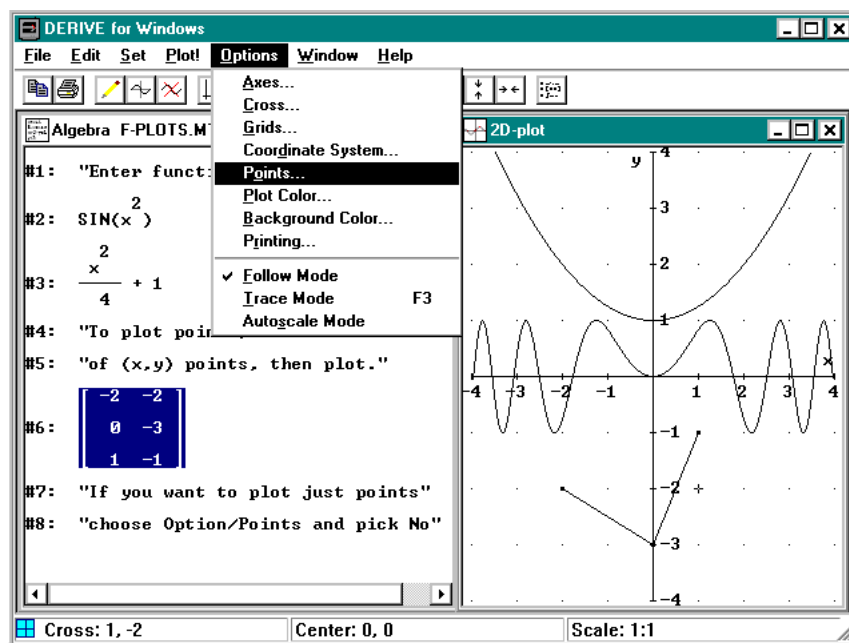 DERIVE for Windows
File Edit Set Plot! Options Window Help
Axes...
Cross...
Grids...
Coordinate System...
Points...
Plot Color...
Background Color...
Printing...
✓ Follow Mode
Trace Mode F3
Autoscale Mode
Algebra F-PLOTS.MT
#1: "Enter functi
#2: SIN(x²)
#3: x²/4 + 1
#4: "To plot poin
#5: "of (x,y) points, then plot."
#6:
-2 -2
0 -3
1 -1
#7: "If you want to plot just points"
#8: "choose Option/Points and pick No"
2D-plot
y
4
3
2
1
x
-4 -3 -2 -1 1 2 3 4
-1
-2
-3
-4
Cross: 1, -2 Center: 0, 0 Scale: 1:1